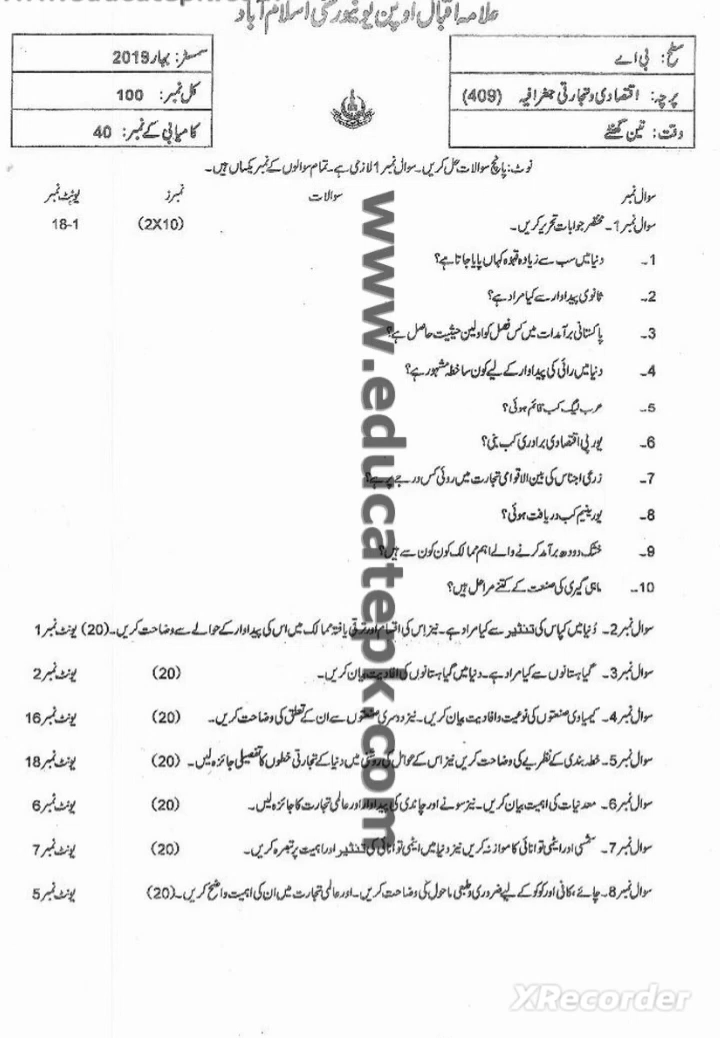 علامہ اقبال اوپن یونیورسٹی اسلام آباد
سطح: بی اے
پرچہ: اقتصادی و تجارتی جغرافیہ (409)
وقت: تین گھنٹے
سمسٹر: بہار 2019
کل نمبر: 100
کامیابی کے نمبر: 40
نوٹ: پانچ سوالات حل کریں۔ سوال نمبر 1 لازمی ہے۔ تمام سوالوں کے نمبر یکساں ہیں۔
سوال نمبر سوالات نمبرز یونٹ نمبر
سوال نمبر 1۔ مختصر جوابات تحریر کریں۔ (2X10) 18-1
1۔ دنیا میں سب سے زیادہ قہوہ کہاں پایا جاتا ہے؟
2۔ ثانوی پیداوار سے کیا مراد ہے؟
3۔ پاکستانی برآمدات میں کس فصل کو اولین حیثیت حاصل ہے؟
4۔ دنیا میں رائی کی پیداوار کے لیے کون سا خطہ مشہور ہے؟
5۔ عرب لیگ کب قائم ہوئی؟
6۔ یورپی اقتصادی برادری کب بنی؟
7۔ زرعی اجناس کی بین الاقوامی تجارت میں روئی کس درجے پر ہے؟
8۔ یورینیم کب دریافت ہوئی؟
9۔ خشک دودھ برآمد کرنے والے اہم ممالک کون کون سے ہیں؟
10۔ ماہی گیری کی صنعت کے کتنے مراحل ہیں؟
سوال نمبر 2۔ دُنیا میں کپاس کی تنٹیر سے کیا مراد ہے۔ نیز اس کی اقسام اور ترقی یافتہ ممالک میں اس کی پیداوار کے حوالے سے وضاحت کریں۔ (20) یونٹ نمبر 1
سوال نمبر 3۔ گیاہستانوں سے کیا مراد ہے۔ دنیا میں گیاہستانوں کی افادیت بیان کریں۔ (20) یونٹ نمبر 2
سوال نمبر 4۔ کیمیاوی صنعتوں کی نوعیت و افادیت بیان کریں۔ نیز دوسری صنعتوں سے ان کے تعلق کی وضاحت کریں۔ (20) یونٹ نمبر 16
سوال نمبر 5۔ خطہ بندی کے نظریے کی وضاحت کریں نیز اس کے عوامل کی روشنی میں دنیا کے تجارتی خطوں کا تفصیلی جائزہ لیں۔ (20) یونٹ نمبر 18
سوال نمبر 6۔ معدنیات کی اہمیت بیان کریں۔ نیز سونے اور چاندی کی پیداوار اور عالمی تجارت کا جائزہ لیں۔ (20) یونٹ نمبر 6
سوال نمبر 7۔ شمسی اور ایٹمی توانائی کا موازنہ کریں نیز دنیا میں ایٹمی توانائی کی تنٹیر اور اہمیت پر تبصرہ کریں۔ (20) یونٹ نمبر 7
سوال نمبر 8۔ چائے، کافی اور کوکو کے لیے ضروری و طبعی ماحول کی وضاحت کریں۔ اور عالمی تجارت میں ان کی اہمیت واضح کریں۔ (20) یونٹ نمبر 5
www.educatepk.com
XRecorder